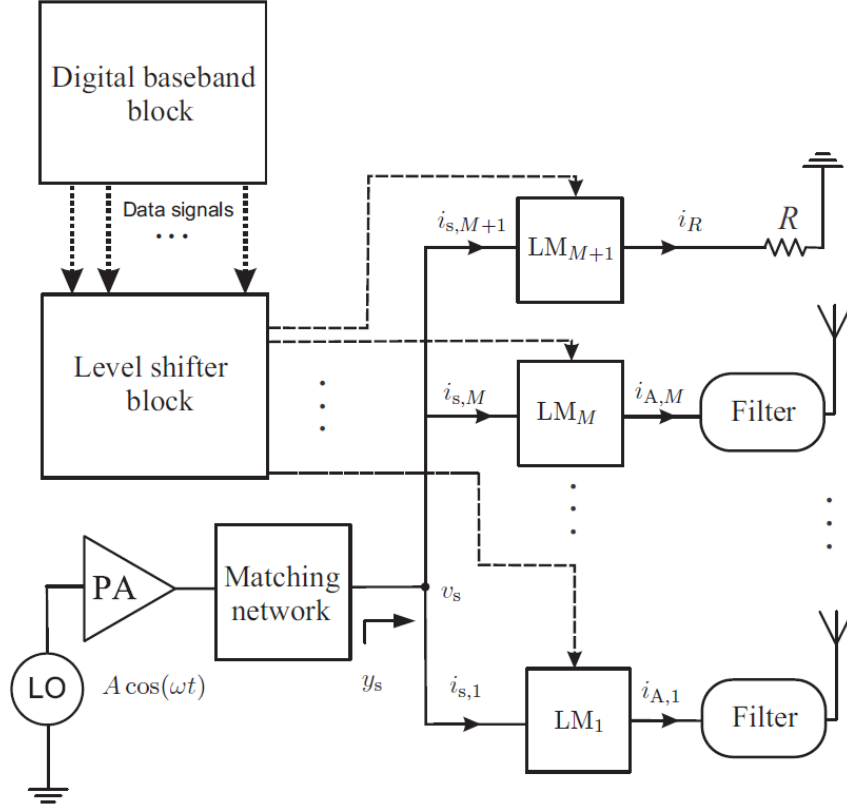 Digital baseband
block
Data signals
...
Level shifter
block
i_{s,M+1}
LM_{M+1}
i_R
R
i_{s,M}
LM_M
i_{A,M}
Filter
PA
Matching
network
v_s
y_s
LO
A cos(ωt)
i_{s,1}
LM_1
i_{A,1}
Filter